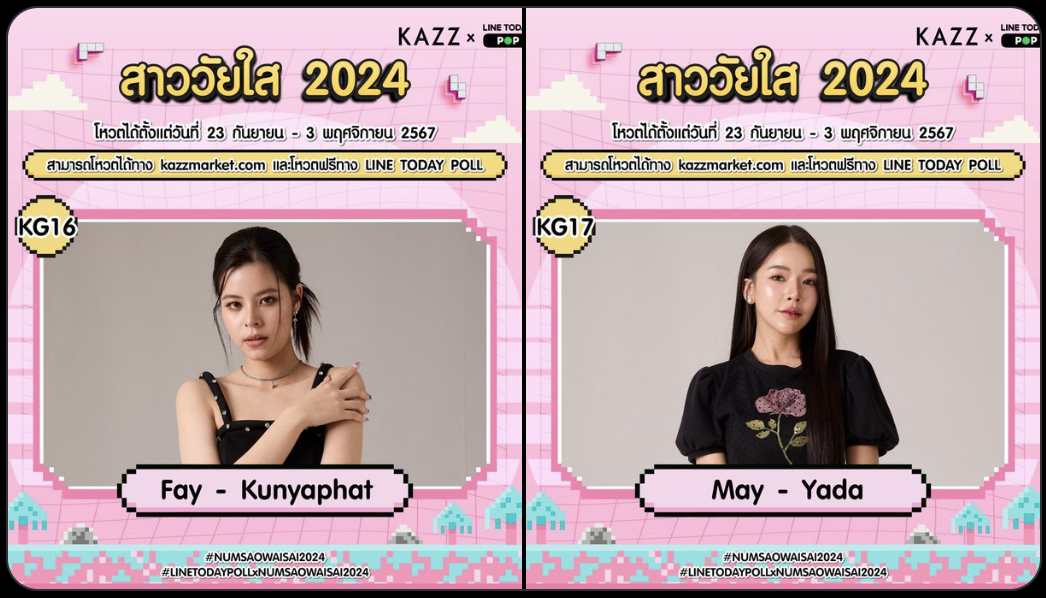 KAZZ x LINE TOD
POP
สาววัยใส 2024
โหวตได้ตั้งแต่วันที่ 23 กันยายน - 3 พฤศจิกายน 2567
สามารถโหวตได้ทาง kazzmarket.com และโหวตฟรีทาง LINE TODAY POLL
KG16
Fay - Kunyaphat
#NUMSAOWAISAI2024
#LINETODAYPOLLxNUMSAOWAISAI2024
KAZZ x LINE TODA
POP
สาววัยใส 2024
โหวตได้ตั้งแต่วันที่ 23 กันยายน - 3 พฤศจิกายน 2567
สามารถโหวตได้ทาง kazzmarket.com และโหวตฟรีทาง LINE TODAY POLL
KG17
May - Yada
#NUMSAOWAISAI2024
#LINETODAYPOLLxNUMSAOWAISAI2024